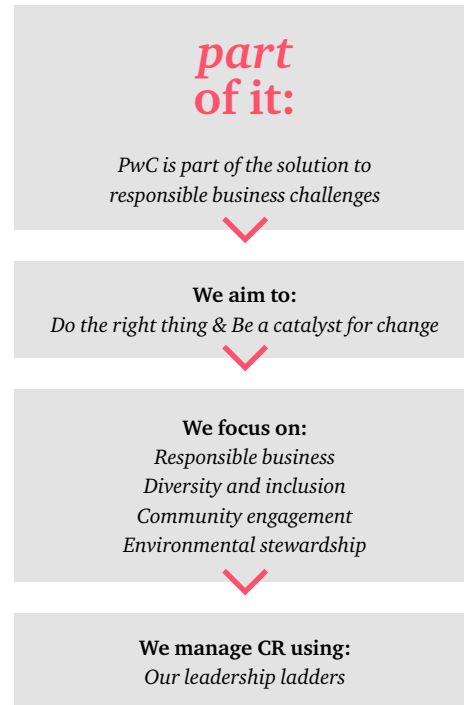 part
of it:
PwC is part of the solution to
responsible business challenges
We aim to:
Do the right thing & Be a catalyst for change
We focus on:
Responsible business
Diversity and inclusion
Community engagement
Environmental stewardship
We manage CR using:
Our leadership ladders